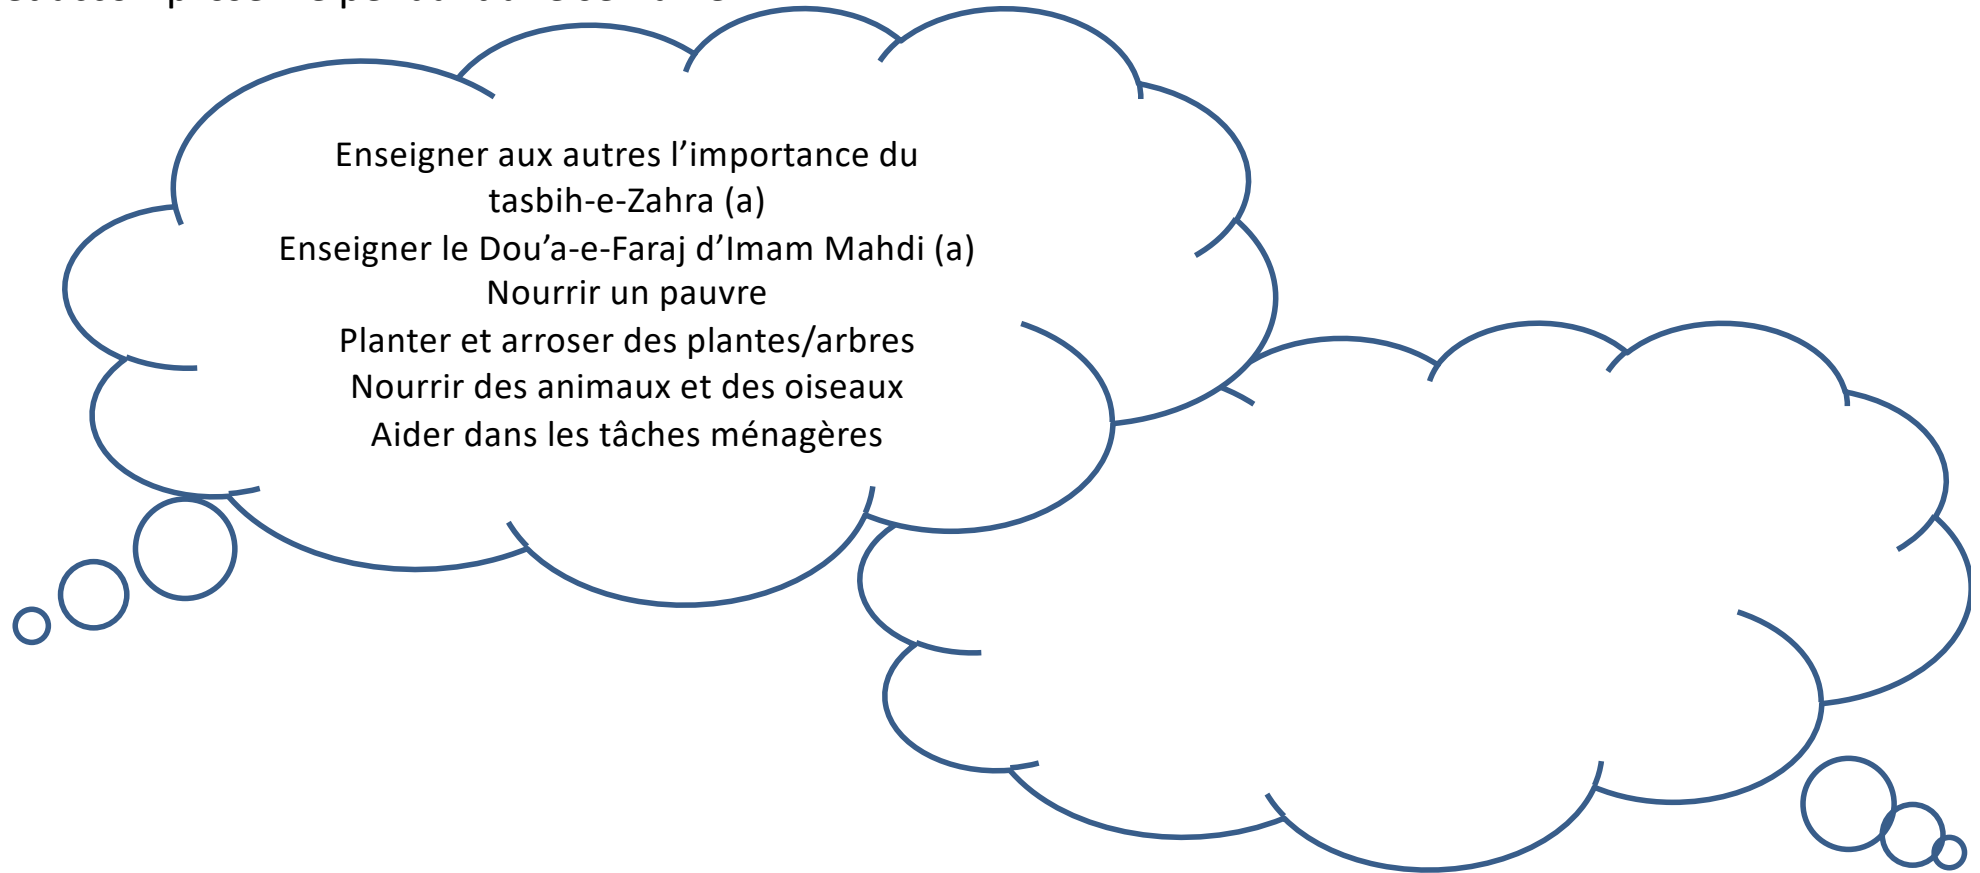 Enseigner aux autres l’importance du
tasbih-e-Zahra (a)
Enseigner le Dou’a-e-Faraj d’Imam Mahdi (a)
Nourrir un pauvre
Planter et arroser des plantes/arbres
Nourrir des animaux et des oiseaux
Aider dans les tâches ménagères